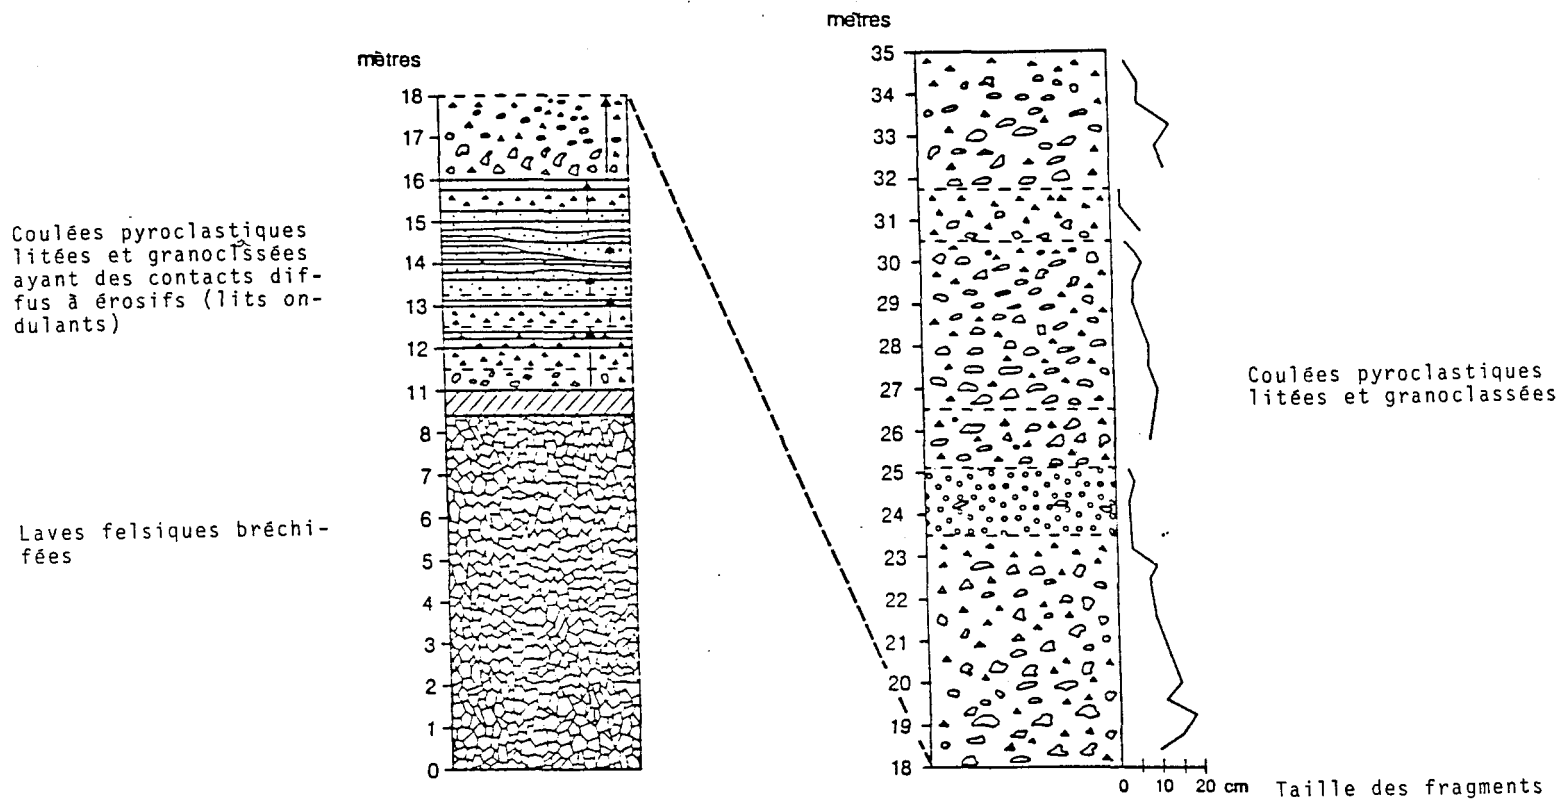 mètres
18
17
16
15
14
13
12
11
8
7
6
5
4
3
2
1
0
Coulées pyroclastiques
litées et granoclssées
a
ayant des contacts dif-
fus à érosifs (lits on-
dulants)
Laves felsiques bréchi-
fées
mètres
35
34
33
32
31
30
29
28
27
26
25
24
23
22
21
20
19
18
0 10 20 cm
Taille des fragments
Coulées pyroclastiques
litées et granoclassées